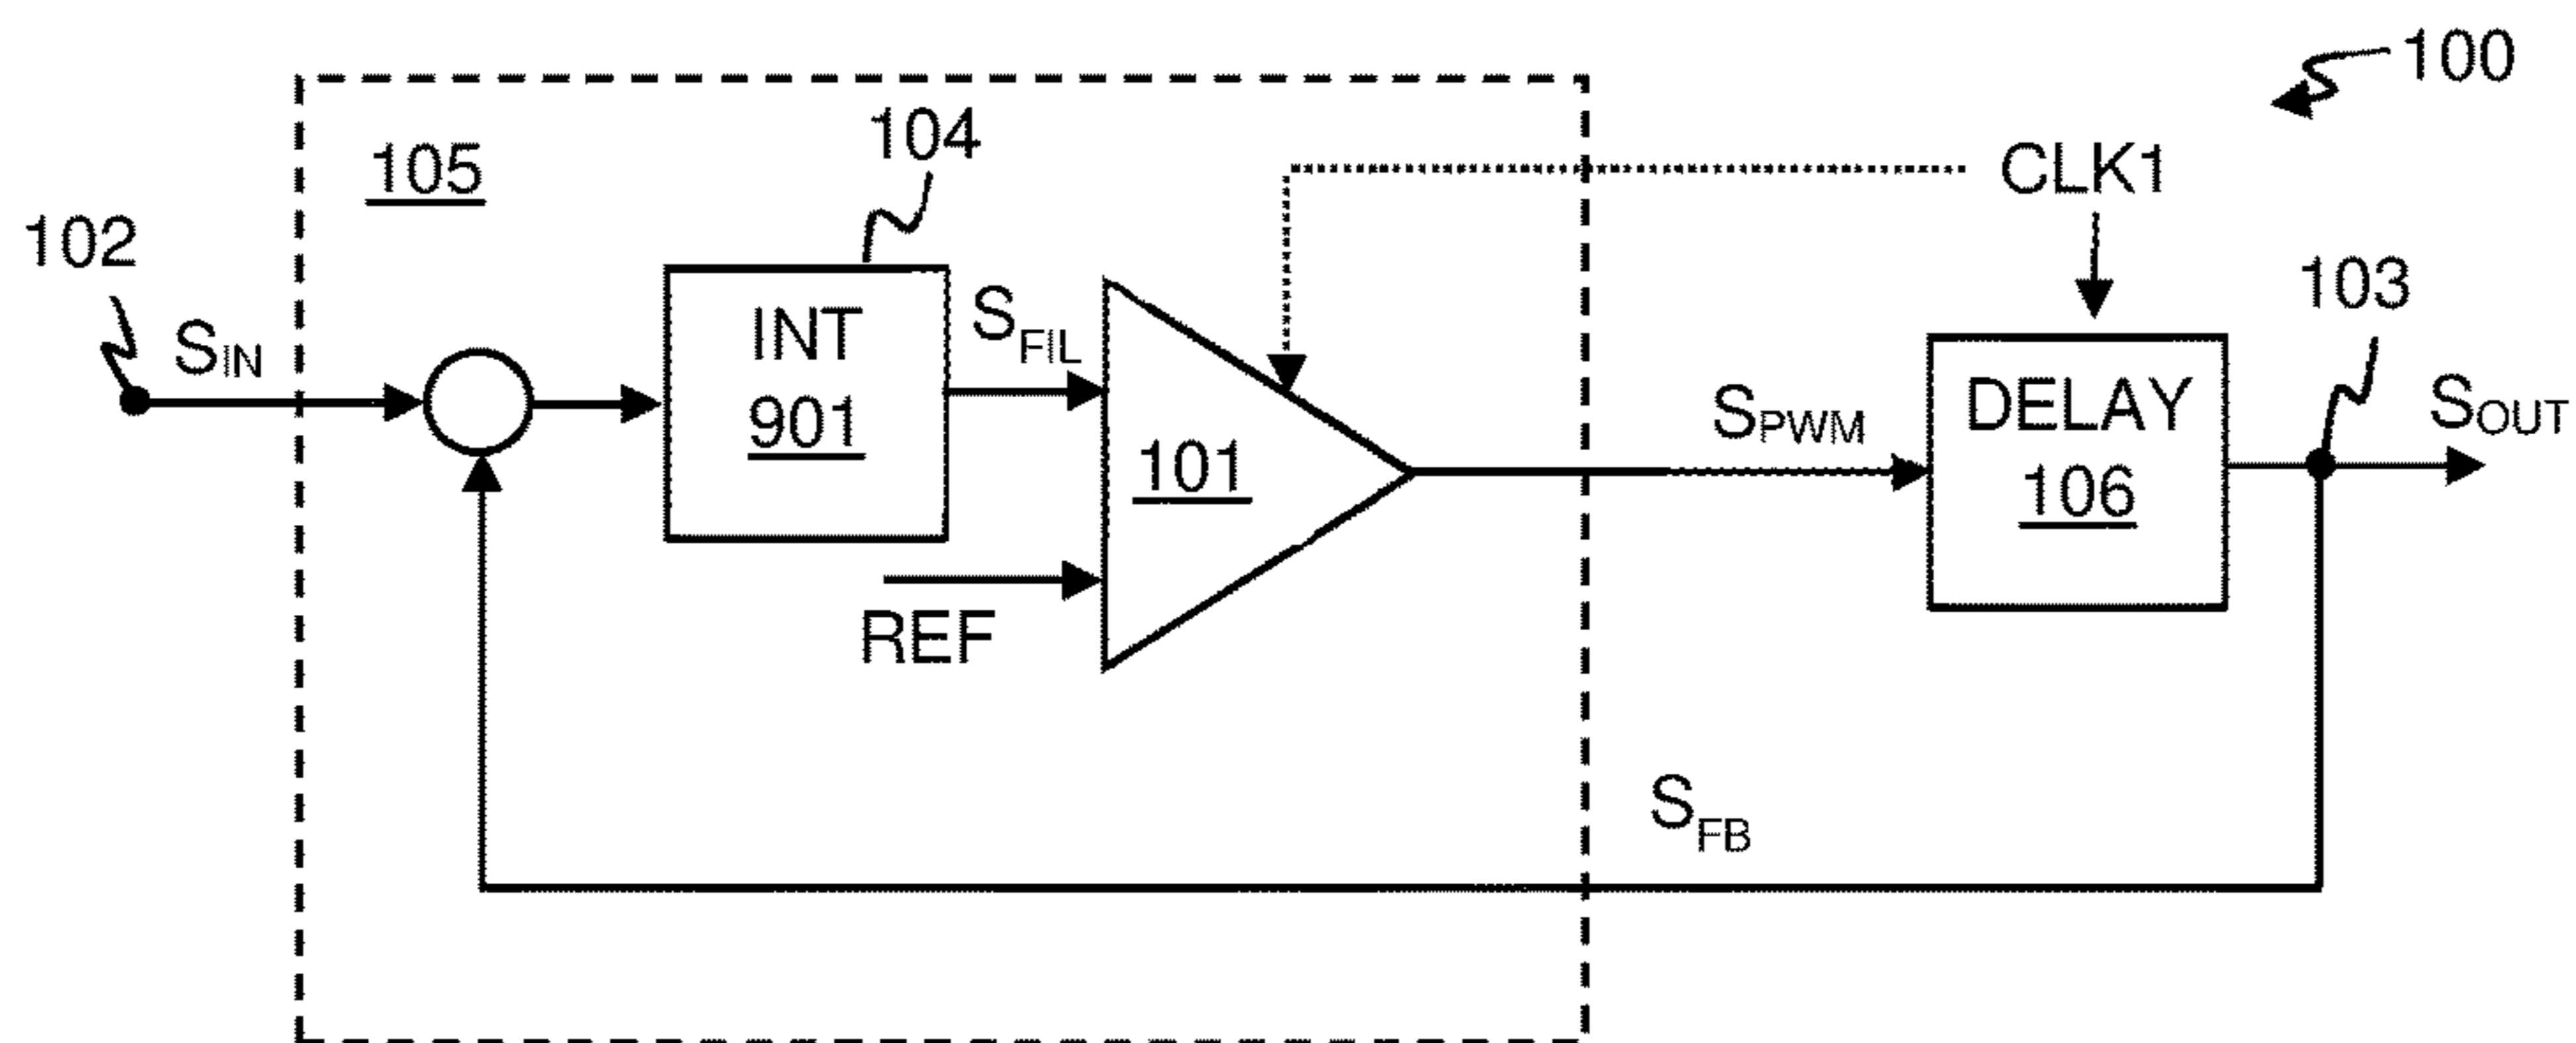 100
104
CLK1
105
102
103
INT
901
S_FIL
S_IN
DELAY
106
S_OUT
S_PWM
101
REF
S_FB